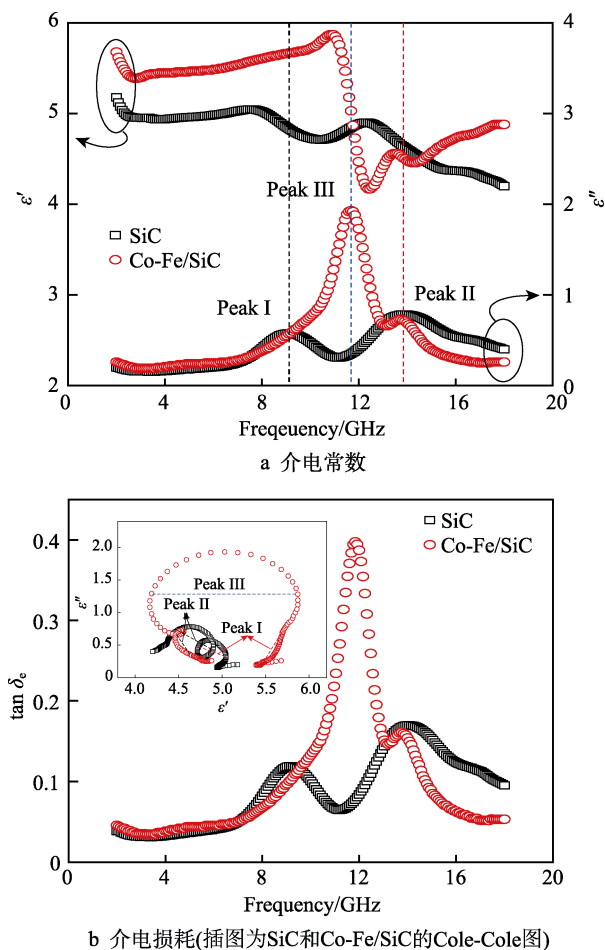 6
5
4
3
2
ε′
4
3
2
1
0
ε″
Peak III
SiC
Co-Fe/SiC
Peak I
Peak II
0 4 8 12 16 20
Freqeuency/GHz
a 介电常数
0.4
0.3
0.2
0.1
0
tan δe
SiC
Co-Fe/SiC
2.0
1.6
1.2
0.8
0.5
0
ε″
Peak III
Peak II
Peak I
4.0 4.5 5.0 5.5 6.0
ε′
0 4 8 12 16 20
Frequency/GHz
b 介电损耗(插图为SiC和Co-Fe/SiC的Cole-Cole图)